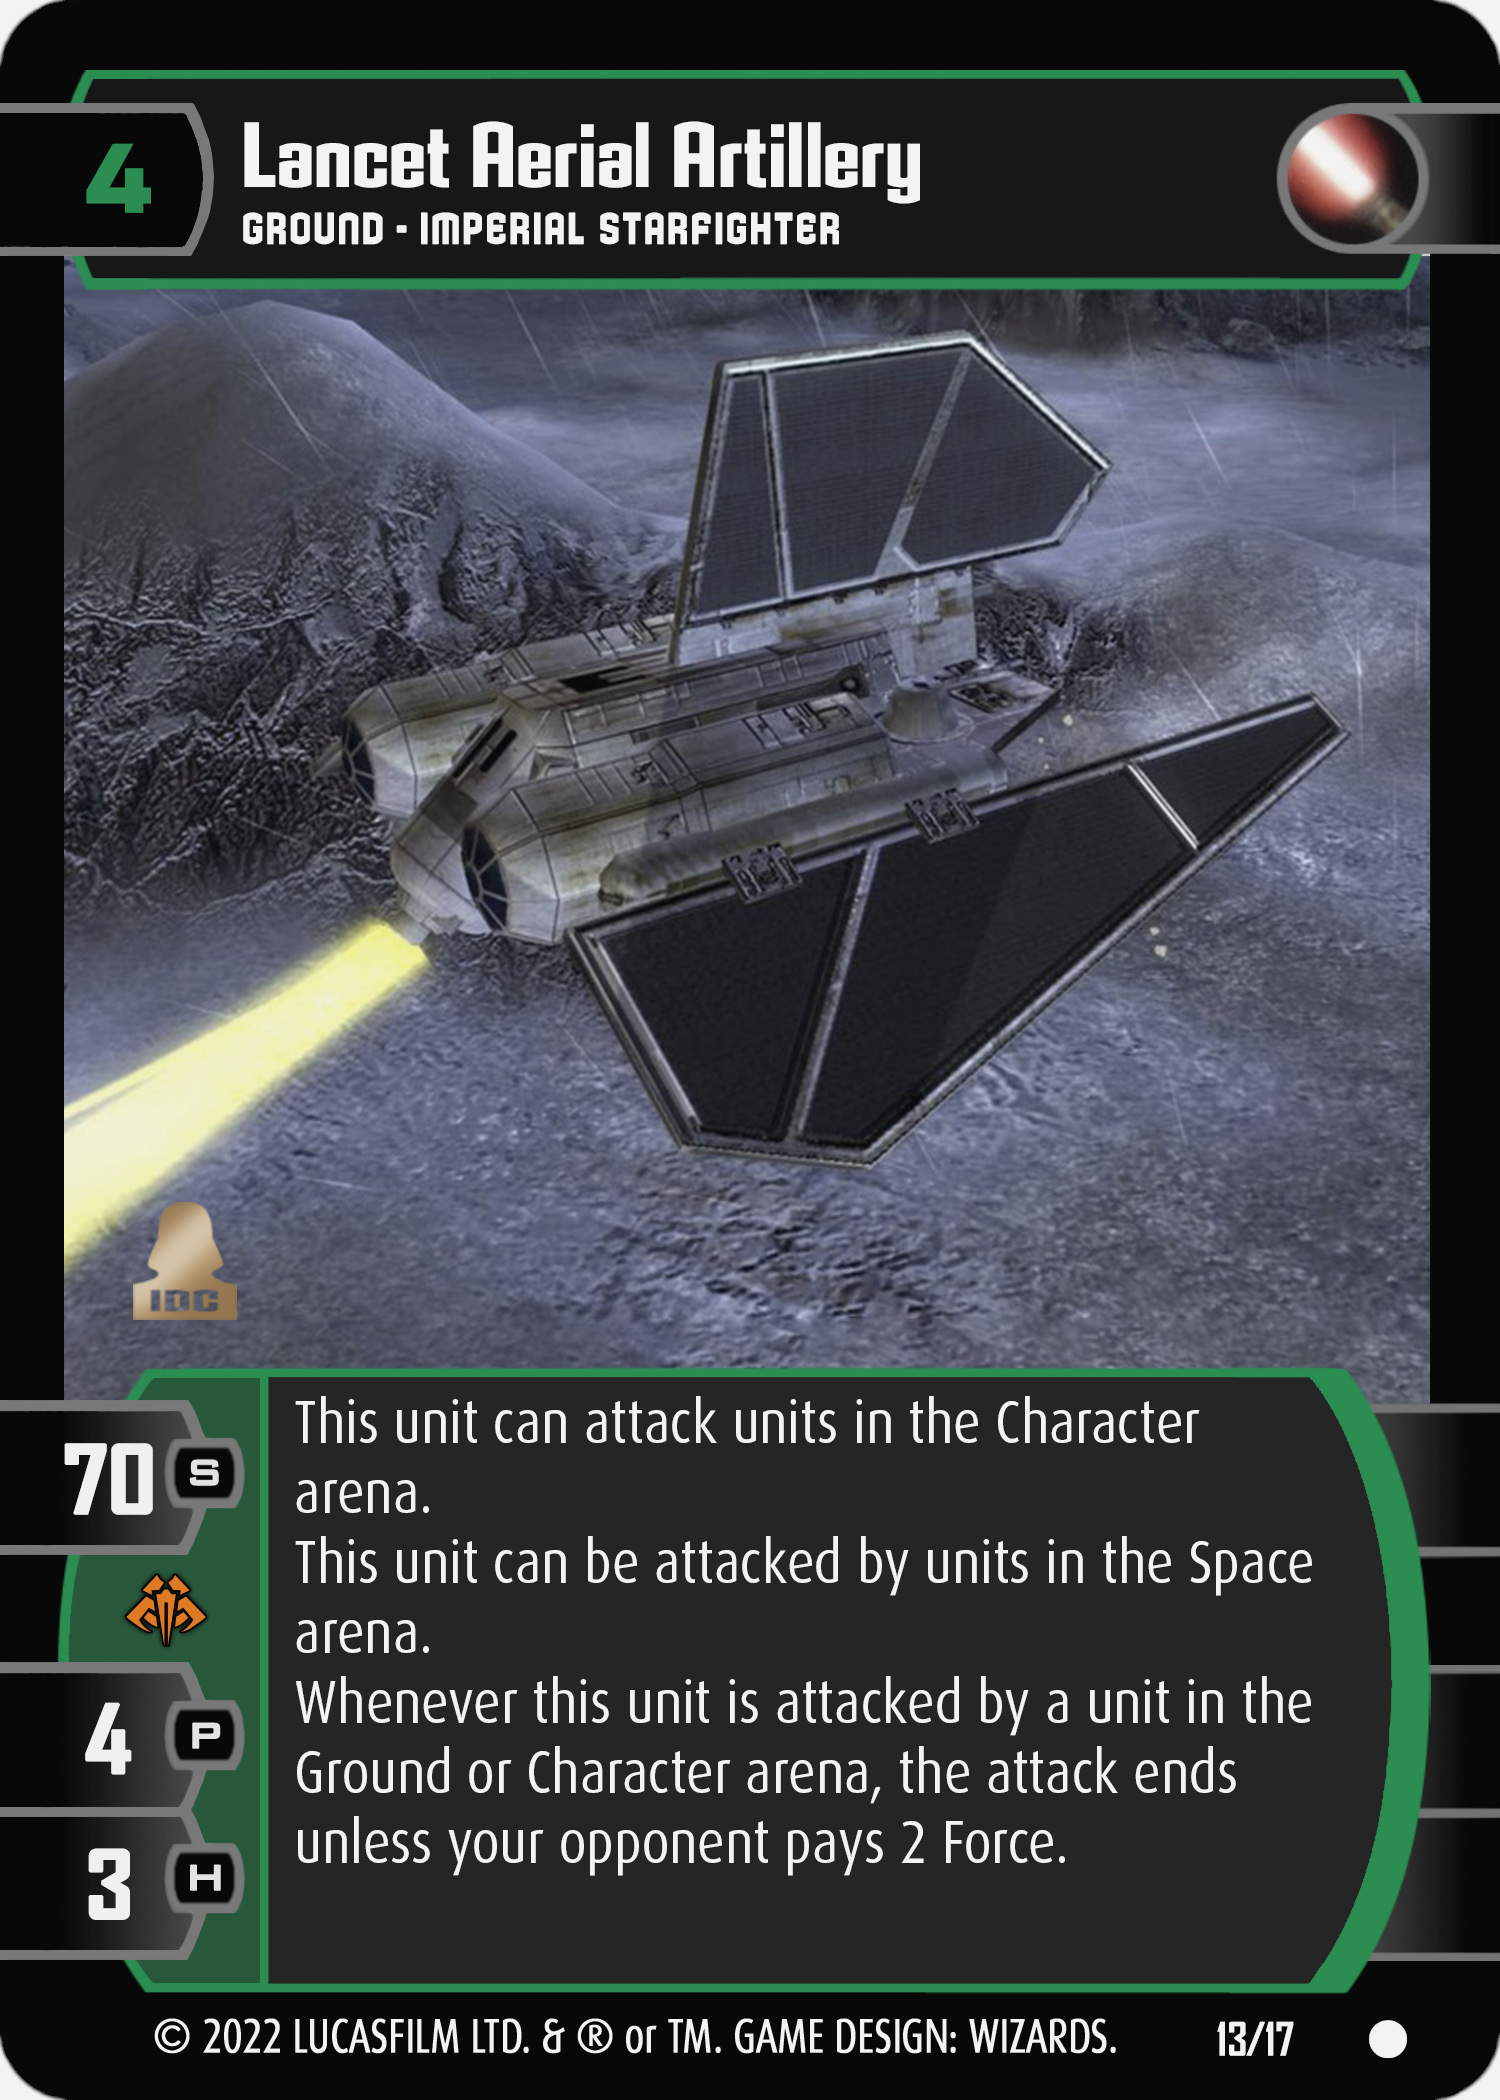 4
Lancet Aerial Artillery
GROUND - IMPERIAL STARFIGHTER
IDC
70 S
4 P
3 H
This unit can attack units in the Character
arena.
This unit can be attacked by units in the Space
arena.
Whenever this unit is attacked by a unit in the
Ground or Character arena, the attack ends
unless your opponent pays 2 Force.
© 2022 LUCASFILM LTD. & ® or TM. GAME DESIGN: WIZARDS.
13/17